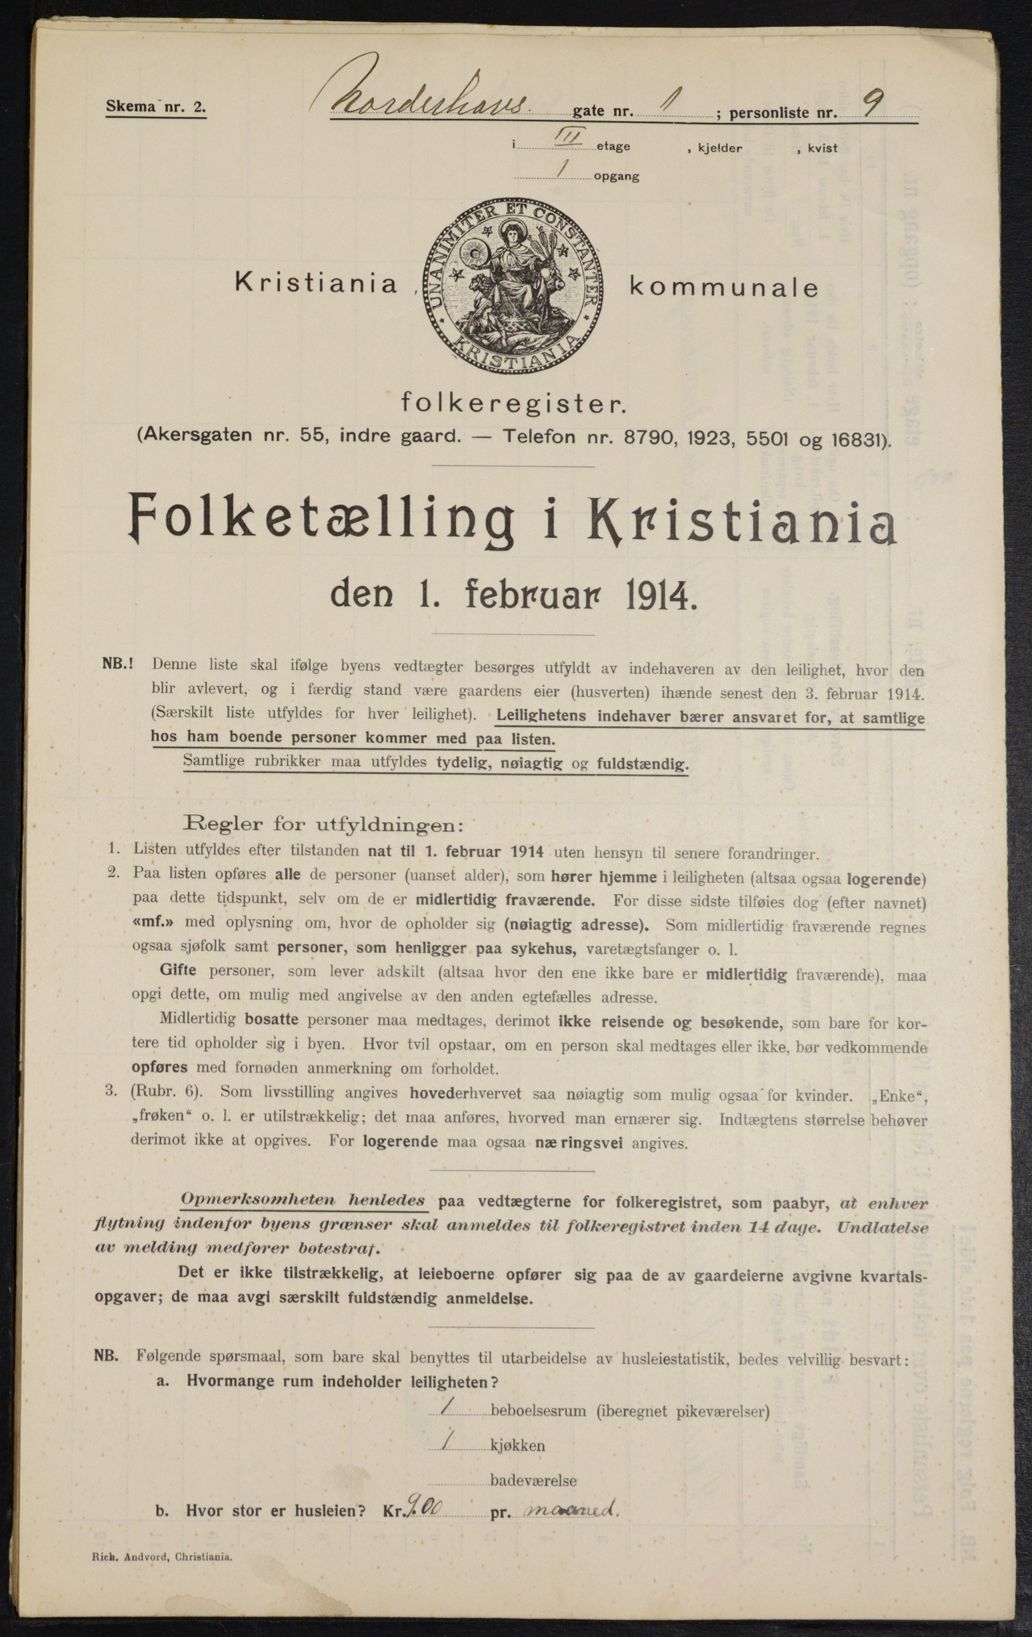 Skema nr. 2.
Norderhovs gate nr. 1 ; personliste nr. 9
i III etage , kjelder , kvist
1 opgang
UNANIMITER ET CONSTANTER
KRISTIANIA
Kristiania kommunale
folkeregister.
(Akersgaten nr. 55, indre gaard. — Telefon nr. 8790, 1923, 5501 og 16831).
Folketælling i Kristiania
den 1. februar 1914.
NB.! Denne liste skal ifølge byens vedtægter besørges utfyldt av indehaveren av den leilighet, hvor den
blir avlevert, og i færdig stand være gaardens eier (husverten) ihænde senest den 3. februar 1914.
(Særskilt liste utfyldes for hver leilighet). Leilighetens indehaver bærer ansvaret for, at samtlige
hos ham boende personer kommer med paa listen.
Samtlige rubrikker maa utfyldes tydelig, nøiagtig og fuldstændig.
Regler for utfyldningen:
1. Listen utfyldes efter tilstanden nat til 1. februar 1914 uten hensyn til senere forandringer.
2. Paa listen opføres alle de personer (uanset alder), som hører hjemme i leiligheten (altsaa ogsaa logerende)
paa dette tidspunkt, selv om de er midlertidig fraværende. For disse sidste tilføies dog (efter navnet)
«mf.» med oplysning om, hvor de opholder sig (nøiagtig adresse). Som midlertidig fraværende regnes
ogsaa sjøfolk samt personer, som henligger paa sykehus, varetægtsfanger o. l.
Gifte personer, som lever adskilt (altsaa hvor den ene ikke bare er midlertidig fraværende), maa
opgi dette, om mulig med angivelse av den anden egtefælles adresse.
Midlertidig bosatte personer maa medtages, derimot ikke reisende og besøkende, som bare for kor-
tere tid opholder sig i byen. Hvor tvil opstaar, om en person skal medtages eller ikke, bør vedkommende
opføres med fornøden anmerkning om forholdet.
3. (Rubr. 6). Som livsstilling angives hovederhvervet saa nøiagtig som mulig ogsaa for kvinder. „Enke“,
„frøken“ o. l. er utilstrækkelig; det maa anføres, hvorved man ernærer sig. Indtægtens størrelse behøver
derimot ikke at opgives. For logerende maa ogsaa næringsvei angives.
Opmerksomheten henledes paa vedtægterne for folkeregistret, som paabyr, at enhver
flytning indenfor byens grænser skal anmeldes til folkeregistret inden 14 dage. Undlatelse
av melding medfører bøtestraf.
Det er ikke tilstrækkelig, at leieboerne opfører sig paa de av gaardeierne avgivne kvartals-
opgaver; de maa avgi særskilt fuldstændig anmeldelse.
NB. Følgende spørsmaal, som bare skal benyttes til utarbeidelse av husleiestatistik, bedes velvillig besvart:
a. Hvormange rum indeholder leiligheten?
1 beboelsesrum (iberegnet pikeværelser)
1 kjøkken
badeværelse
b. Hvor stor er husleien? Kr. 9.00 pr. maaned.
Rich. Andvord, Christiania.